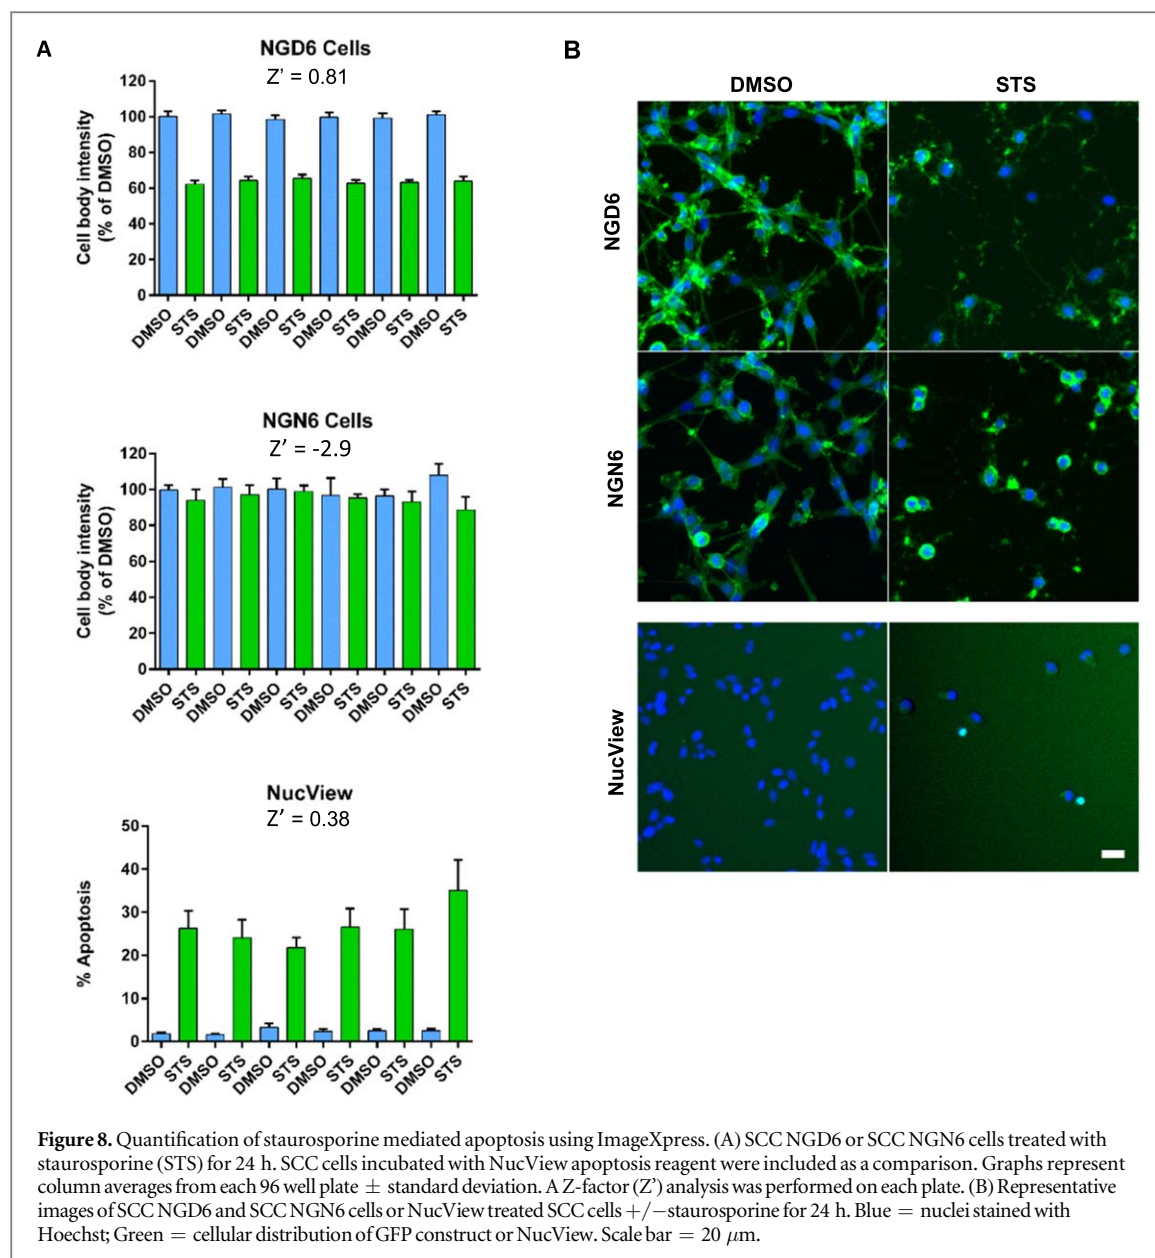 A
NGD6 Cells
Z' = 0.81
Cell body intensity
(% of DMSO)
120
100
80
60
40
20
0
DMSO STS DMSO STS DMSO STS DMSO STS DMSO STS DMSO STS
NGN6 Cells
Z' = -2.9
Cell body intensity
(% of DMSO)
120
100
80
60
40
20
0
DMSO STS DMSO STS DMSO STS DMSO STS DMSO STS DMSO STS
NucView
Z' = 0.38
% Apoptosis
50
40
30
20
10
0
DMSO STS DMSO STS DMSO STS DMSO STS DMSO STS DMSO STS
B
DMSO STS
NGD6
NGN6
NucView
Figure 8. Quantification of staurosporine mediated apoptosis using ImageXpress. (A) SCC NGD6 or SCC NGN6 cells treated with
staurosporine (STS) for 24 h. SCC cells incubated with NucView apoptosis reagent were included as a comparison. Graphs represent
column averages from each 96 well plate ± standard deviation. A Z-factor (Z') analysis was performed on each plate. (B) Representative
images of SCC NGD6 and SCC NGN6 cells or NucView treated SCC cells +/−staurosporine for 24 h. Blue = nuclei stained with
Hoechst; Green = cellular distribution of GFP construct or NucView. Scale bar = 20 μm.